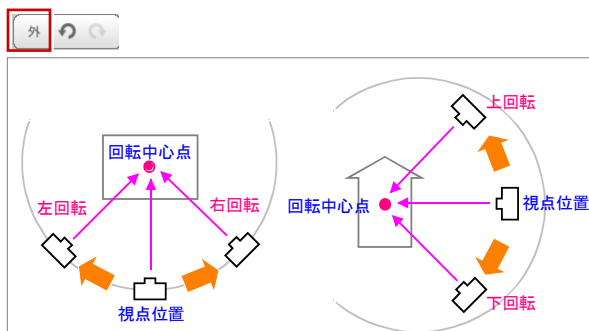 外
回転中心点
左回転
右回転
視点位置
上回転
回転中心点
視点位置
下回転